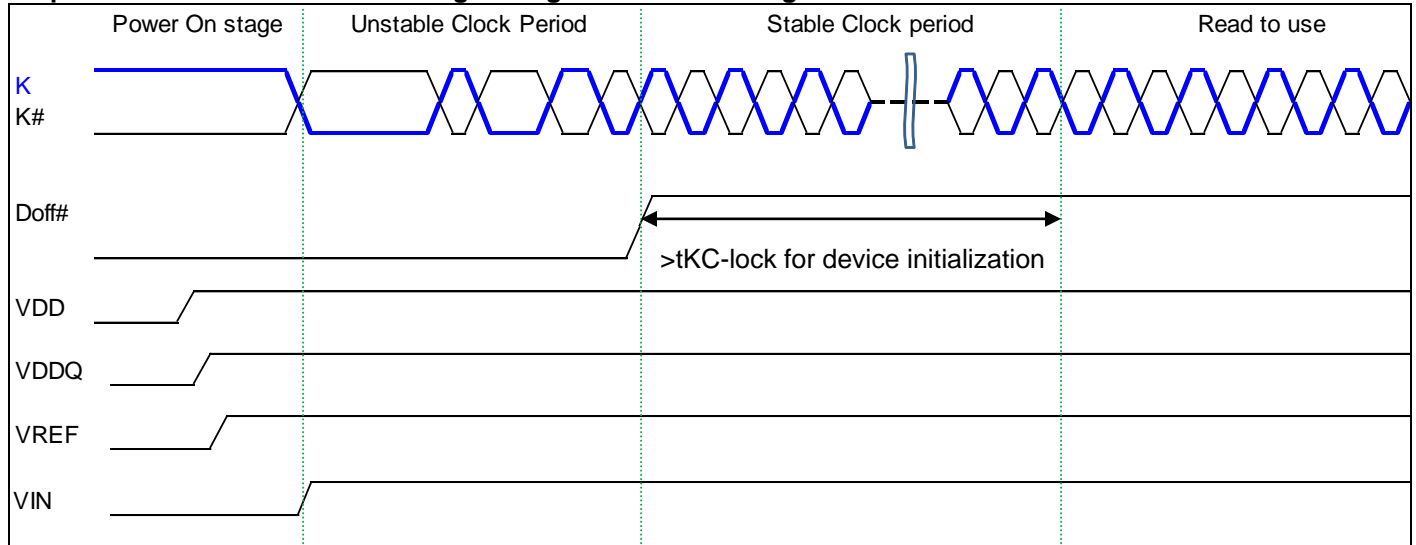 Power On stage Unstable Clock Period Stable Clock period Read to use
K
K#
Doff#
>tKC-lock for device initialization
VDD
VDDQ
VREF
VIN